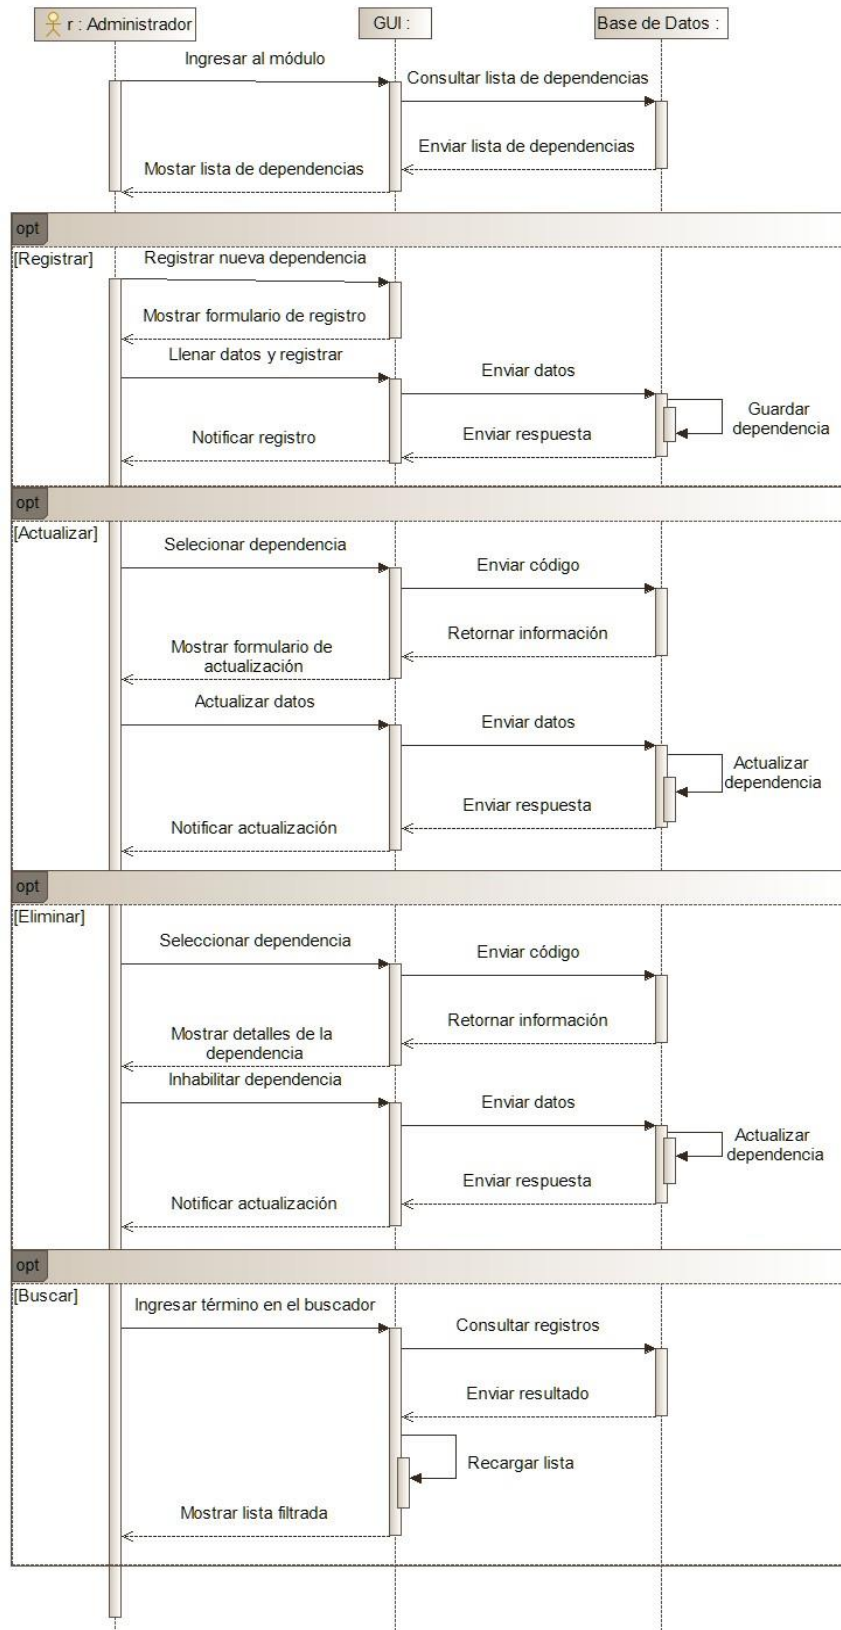 r : Administrador
GUI :
Base de Datos :
Ingresar al módulo
Consultar lista de dependencias
Enviar lista de dependencias
Mostar lista de dependencias
opt
[Registrar]
Registrar nueva dependencia
Mostrar formulario de registro
Llenar datos y registrar
Enviar datos
Guardar
dependencia
Enviar respuesta
Notificar registro
opt
[Actualizar]
Selecionar dependencia
Enviar código
Retornar información
Mostrar formulario de
actualización
Actualizar datos
Enviar datos
Actualizar
dependencia
Enviar respuesta
Notificar actualización
opt
[Eliminar]
Seleccionar dependencia
Enviar código
Retornar información
Mostrar detalles de la
dependencia
Inhabilitar dependencia
Enviar datos
Actualizar
dependencia
Enviar respuesta
Notificar actualización
opt
[Buscar]
Ingresar término en el buscador
Consultar registros
Enviar resultado
Recargar lista
Mostrar lista filtrada